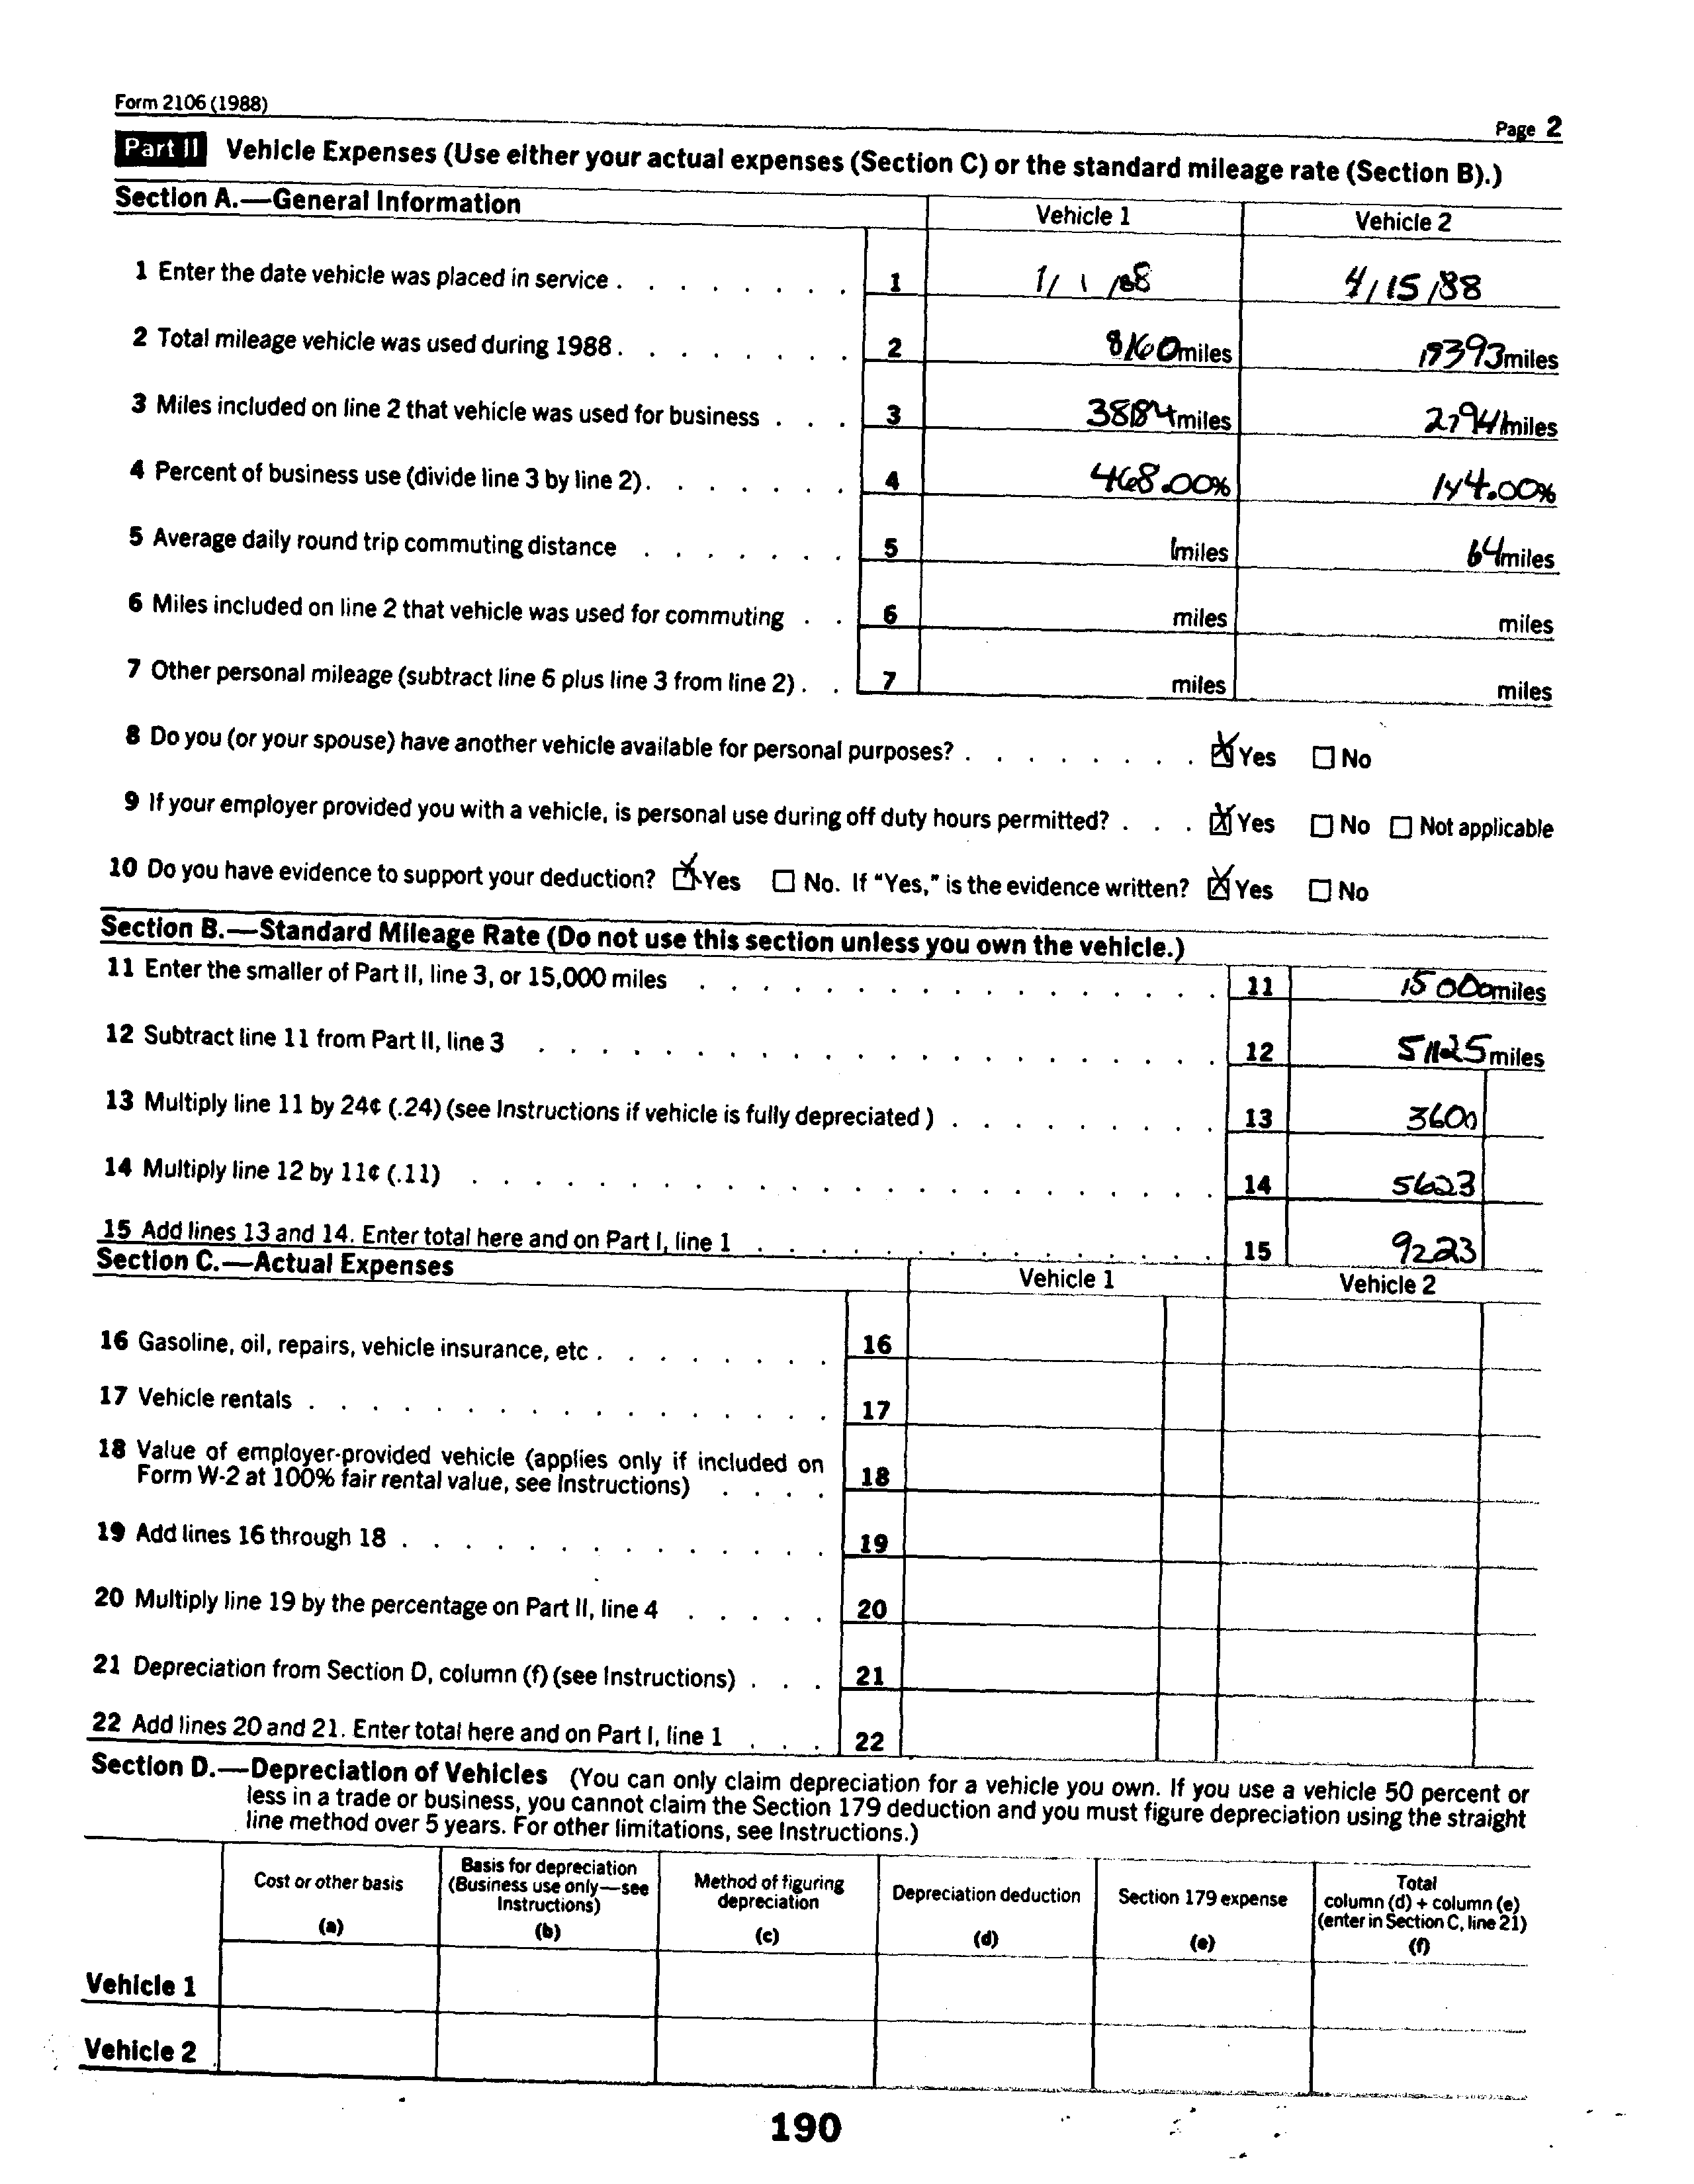 Form 2106 (1988)
Page 2
Part II Vehicle Expenses (Use either your actual expenses (Section C) or the standard mileage rate (Section B).)
Section A.—General Information
Vehicle 1 Vehicle 2
1 Enter the date vehicle was placed in service . . . . . . . . 1 1/ 1 /88 4/15/88
2 Total mileage vehicle was used during 1988 . . . . . . . . 2 8160 miles 19393 miles
3 Miles included on line 2 that vehicle was used for business . . . 3 miles 2794 miles
4 Percent of business use (divide line 3 by line 2) . . . . . . . 4 468.00% 144.00%
5 Average daily round trip commuting distance . . . . . . . 5 1 miles 64 miles
6 Miles included on line 2 that vehicle was used for commuting . . 6 miles miles
7 Other personal mileage (subtract line 6 plus line 3 from line 2) . . 7 miles miles
8 Do you (or your spouse) have another vehicle available for personal purposes? . . . . . . . . Yes No
9 If your employer provided you with a vehicle, is personal use during off duty hours permitted? . . . Yes No Not applicable
10 Do you have evidence to support your deduction? Yes No. If "Yes," is the evidence written? Yes No
Section B.—Standard Mileage Rate (Do not use this section unless you own the vehicle.)
11 Enter the smaller of Part II, line 3, or 15,000 miles . . . . . . . . . . . . . . . . . 11 15000 miles
12 Subtract line 11 from Part II, line 3 . . . . . . . . . . . . . . . . . . . . . . 12 miles
13 Multiply line 11 by 24¢ (.24) (see Instructions if vehicle is fully depreciated ) . . . . . . . . . 13 3600
14 Multiply line 12 by 11¢ (.11) . . . . . . . . . . . . . . . . . . . . . . . . 14 5623
15 Add lines 13 and 14. Enter total here and on Part I, line 1 . . . . . . . . . . . . . . . 15 9223
Section C.—Actual Expenses
Vehicle 1 Vehicle 2
16 Gasoline, oil, repairs, vehicle insurance, etc . . . . . . . . 16
17 Vehicle rentals . . . . . . . . . . . . . . . . . 17
18 Value of employer-provided vehicle (applies only if included on
Form W-2 at 100% fair rental value, see Instructions) . . . . 18
19 Add lines 16 through 18 . . . . . . . . . . . . . . 19
20 Multiply line 19 by the percentage on Part II, line 4 . . . . . 20
21 Depreciation from Section D, column (f) (see Instructions) . . . 21
22 Add lines 20 and 21. Enter total here and on Part I, line 1 . . . 22
Section D.—Depreciation of Vehicles (You can only claim depreciation for a vehicle you own. If you use a vehicle 50 percent or
less in a trade or business, you cannot claim the Section 179 deduction and you must figure depreciation using the straight
line method over 5 years. For other limitations, see Instructions.)
Cost or other basis
(a)
Basis for depreciation
(Business use only—see
Instructions)
(b)
Method of figuring
depreciation
(c)
Depreciation deduction
(d)
Section 179 expense
(e)
Total
column (d) + column (e)
(enter in Section C, line 21)
(f)
Vehicle 1
Vehicle 2
190